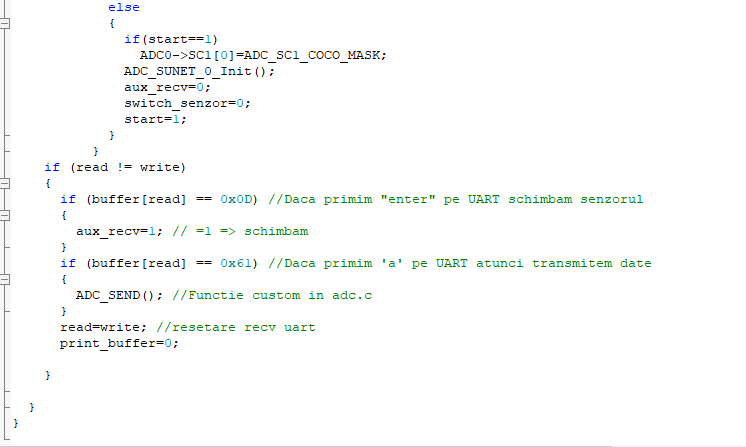 else
{
if(start==1)
ADC0->SC1[0]=ADC_SC1_COCO_MASK;
ADC_SUNET_0_Init();
aux_recv=0;
switch_senzor=0;
start=1;
}
}
if (read != write)
{
if (buffer[read] == 0x0D) //Daca primim "enter" pe UART schimbam senzorul
{
aux_recv=1; // =1 => schimbam
}
if (buffer[read] == 0x61) //Daca primim 'a' pe UART atunci transmitem date
{
ADC_SEND(); //Functie custom in adc.c
}
read=write; //resetare recv uart
print_buffer=0;
}
}
}